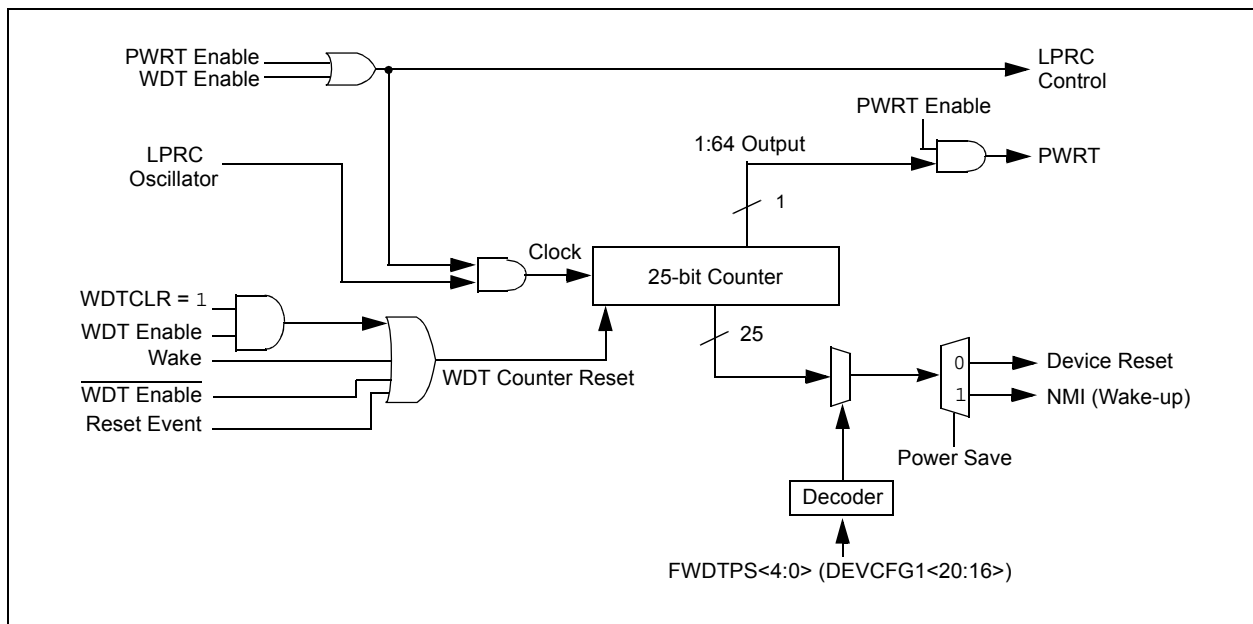 PWRT Enable
WDT Enable
LPRC
Control
PWRT Enable
1:64 Output
PWRT
LPRC
Oscillator
1
Clock
25-bit Counter
WDTCLR = 1
WDT Enable
25
Wake
WDT Counter Reset
WDT Enable
Reset Event
0
Device Reset
1
NMI (Wake-up)
Power Save
Decoder
FWDTPS<4:0> (DEVCFG1<20:16>)